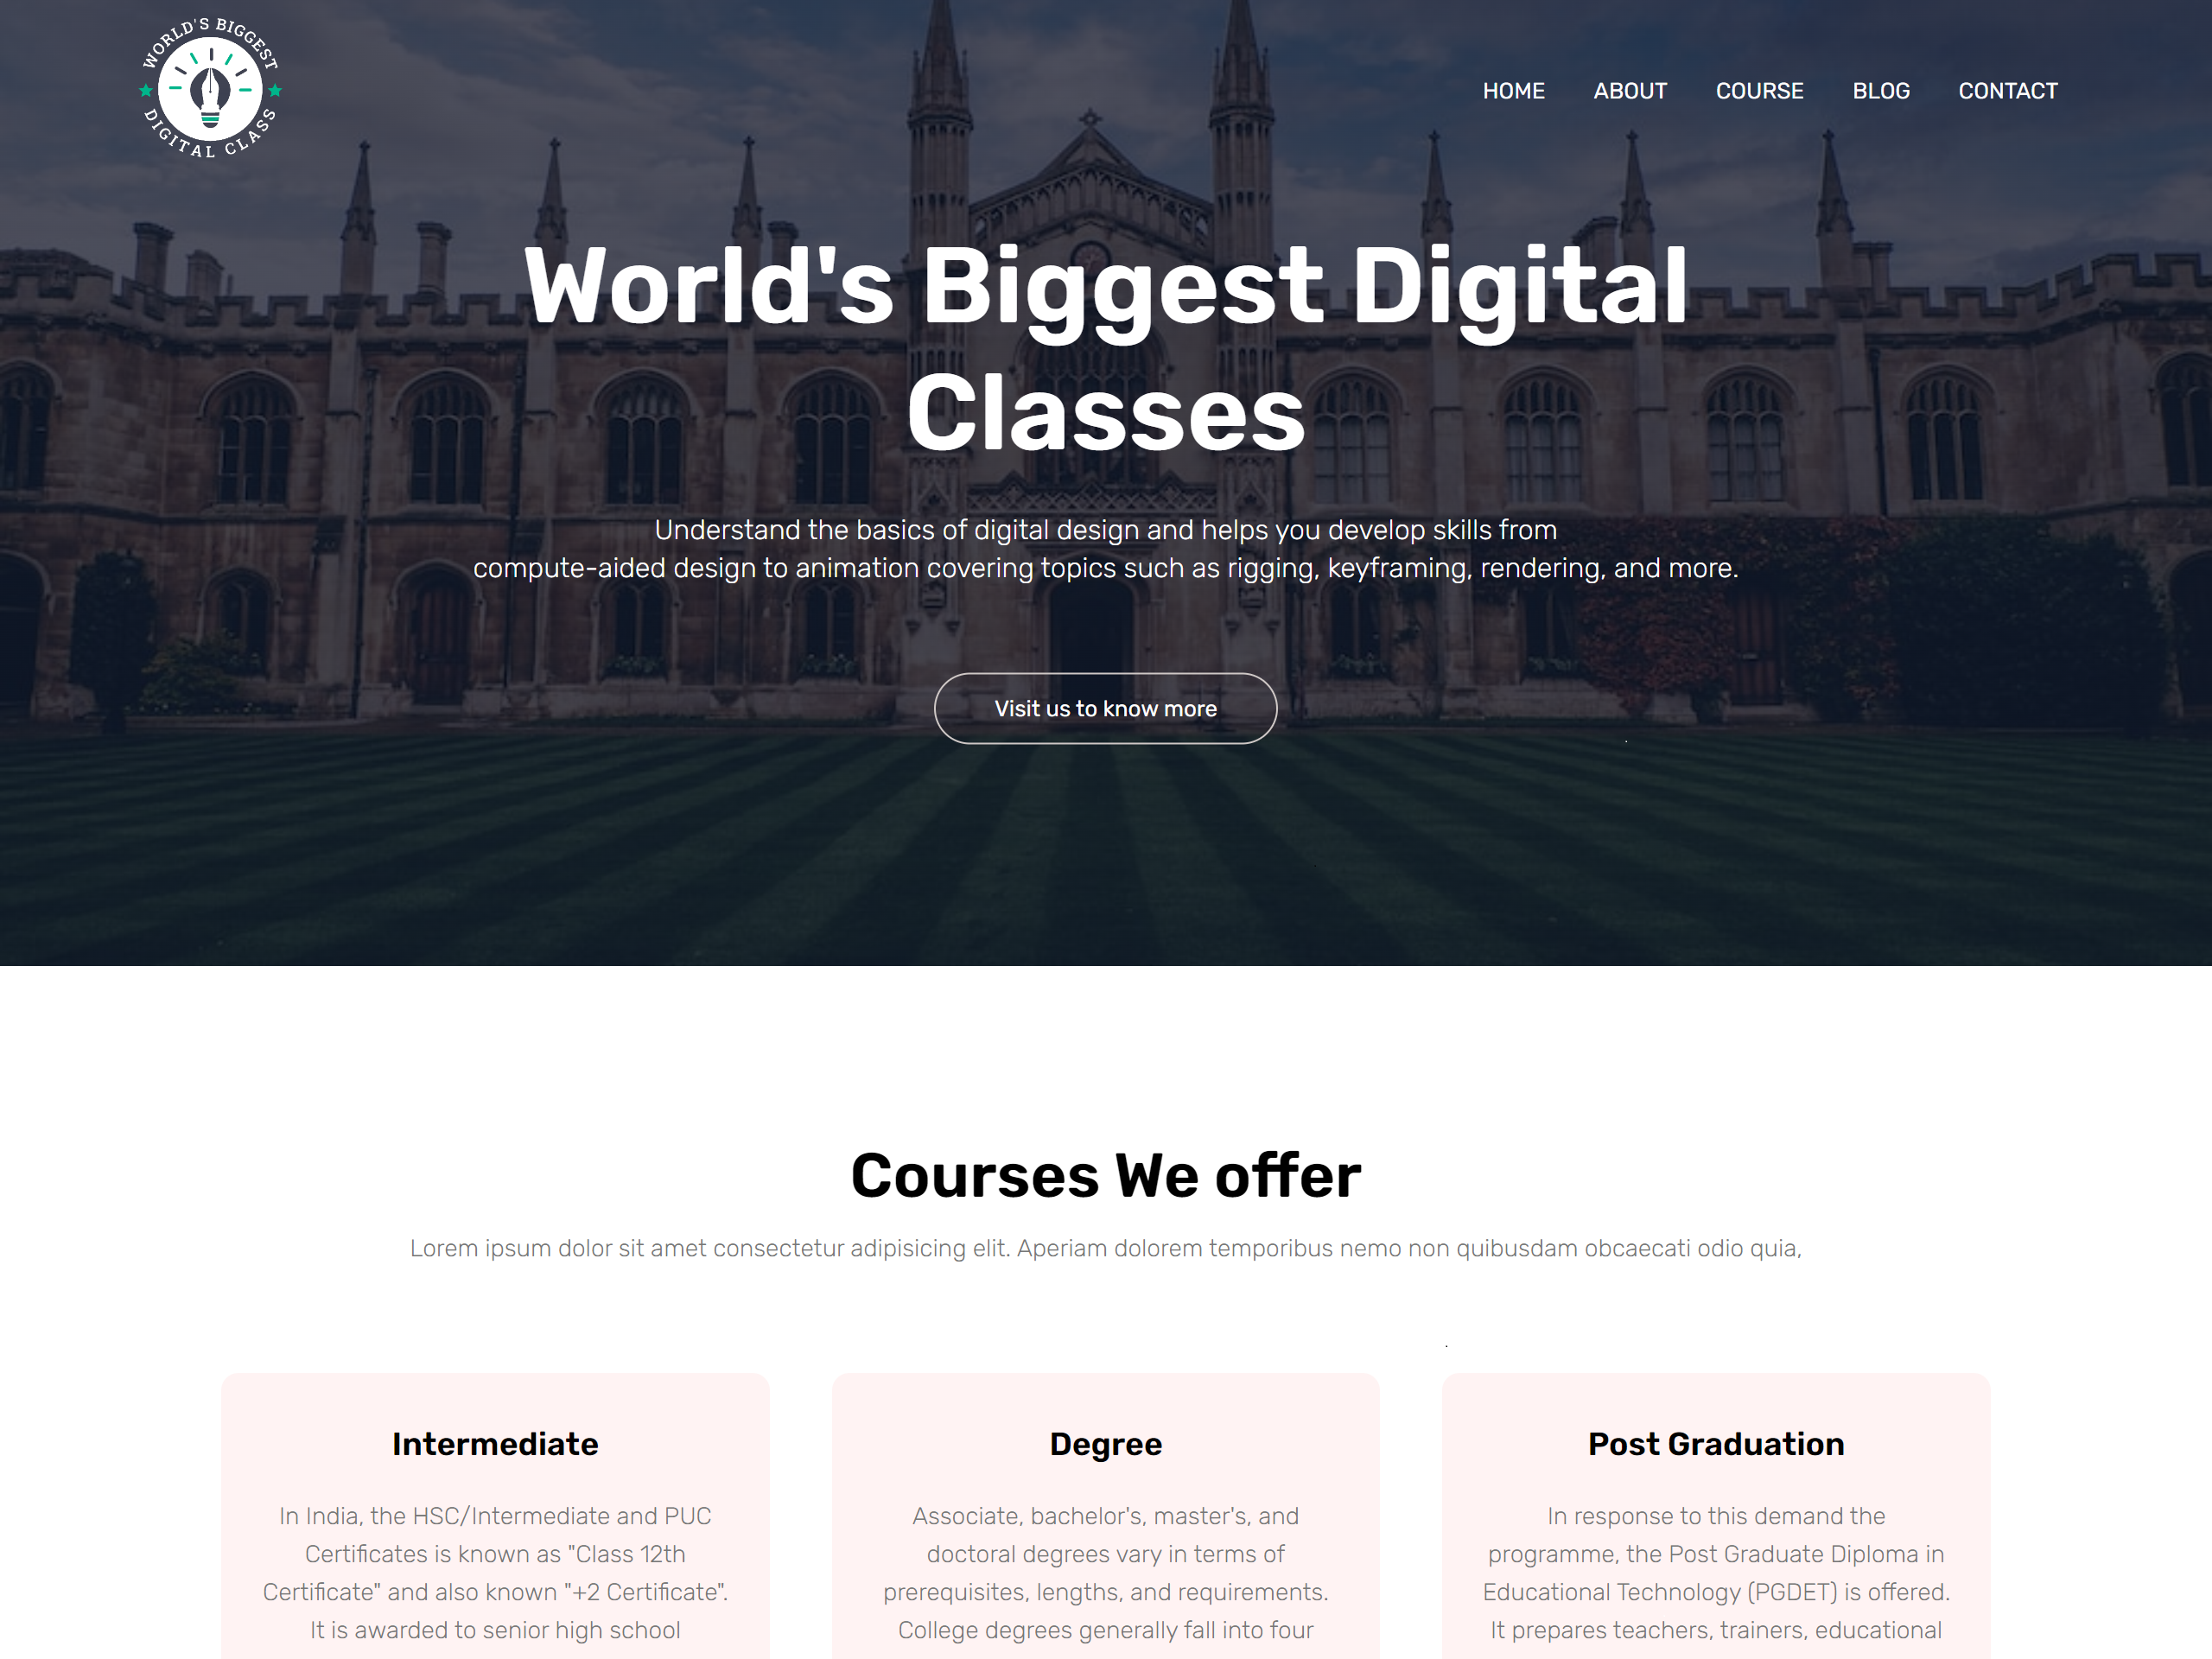 WORLD'S BIGGEST
DIGITAL CLASS
HOME ABOUT COURSE BLOG CONTACT
World's Biggest Digital
Classes
Understand the basics of digital design and helps you develop skills from
compute-aided design to animation covering topics such as rigging, keyframing, rendering, and more.
Visit us to know more
Courses We offer
Lorem ipsum dolor sit amet consectetur adipisicing elit. Aperiam dolorem temporibus nemo non quibusdam obcaecati odio quia,
Intermediate
In India, the HSC/Intermediate and PUC
Certificates is known as "Class 12th
Certificate" and also known "+2 Certificate".
It is awarded to senior high school
Degree
Associate, bachelor's, master's, and
doctoral degrees vary in terms of
prerequisites, lengths, and requirements.
College degrees generally fall into four
Post Graduation
In response to this demand the
programme, the Post Graduate Diploma in
Educational Technology (PGDET) is offered.
It prepares teachers, trainers, educational